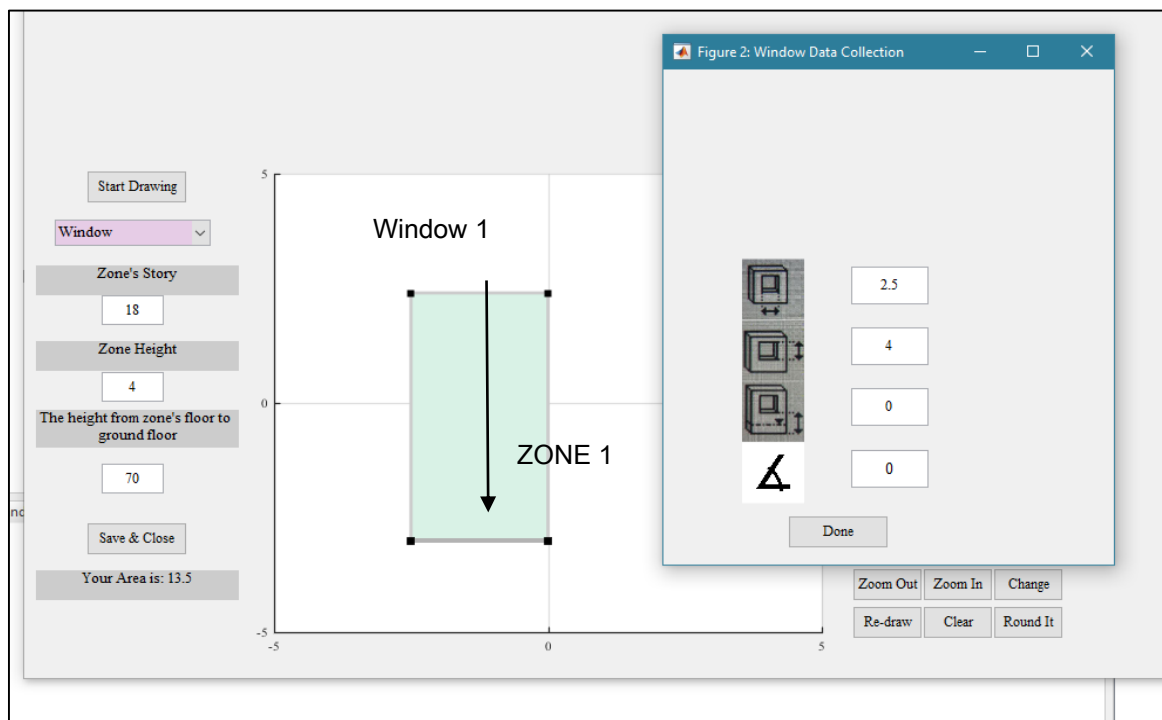 Figure 2: Window Data Collection
Start Drawing
Window
Zone's Story
18
Zone Height
4
The height from zone's floor to
ground floor
70
Save & Close
Your Area is: 13.5
5
0
-5
-5
0
5
Window 1
ZONE 1
2.5
4
0
0
Done
Zoom Out Zoom In Change
Re-draw Clear Round It